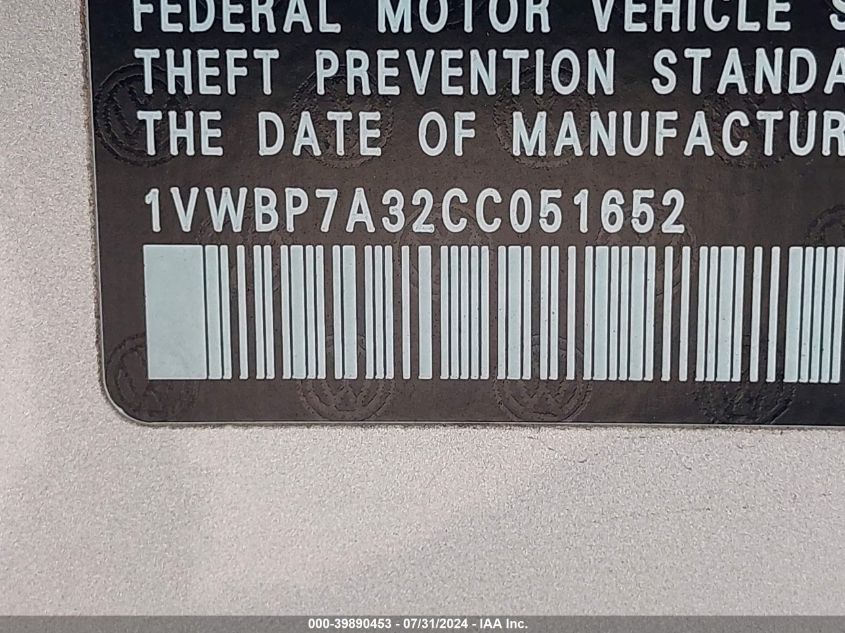 FEDERAL MOTOR VEHICLE S
THEFT PREVENTION STANDA
THE DATE OF MANUFACTUR
1VWBP7A32CC051652
000-39890453 - 07/31/2024 - IAA Inc.